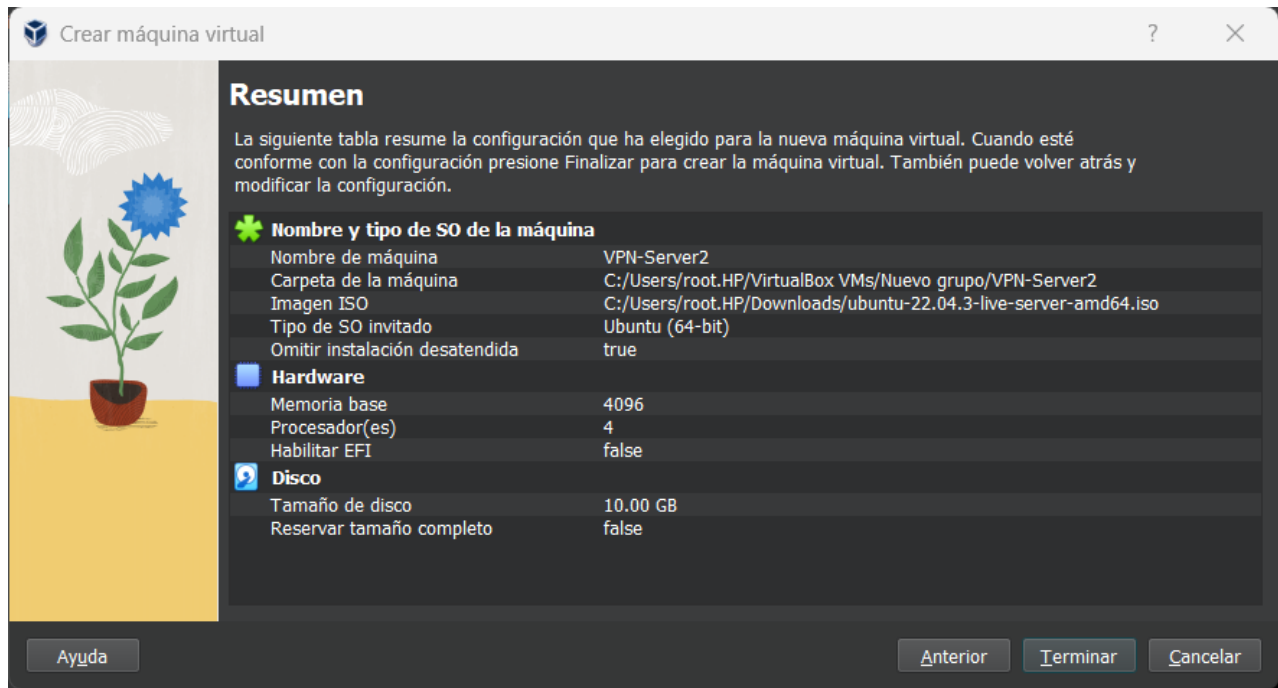 Crear máquina virtual
?
Resumen
La siguiente tabla resume la configuración que ha elegido para la nueva máquina virtual. Cuando esté
conforme con la configuración presione Finalizar para crear la máquina virtual. También puede volver atrás y
modificar la configuración.
Nombre y tipo de SO de la máquina
Nombre de máquina VPN-Server2
Carpeta de la máquina C:/Users/root.HP/VirtualBox VMs/Nuevo grupo/VPN-Server2
Imagen ISO C:/Users/root.HP/Downloads/ubuntu-22.04.3-live-server-amd64.iso
Tipo de SO invitado Ubuntu (64-bit)
Omitir instalación desatendida true
Hardware
Memoria base 4096
Procesador(es) 4
Habilitar EFI false
Disco
Tamaño de disco 10.00 GB
Reservar tamaño completo false
Ayuda Anterior Terminar Cancelar